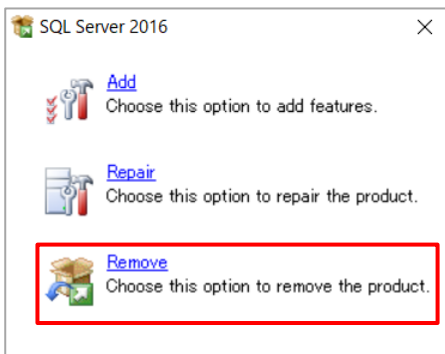 SQL Server 2016
Add
Choose this option to add features.
Repair
Choose this option to repair the product.
Remove
Choose this option to remove the product.